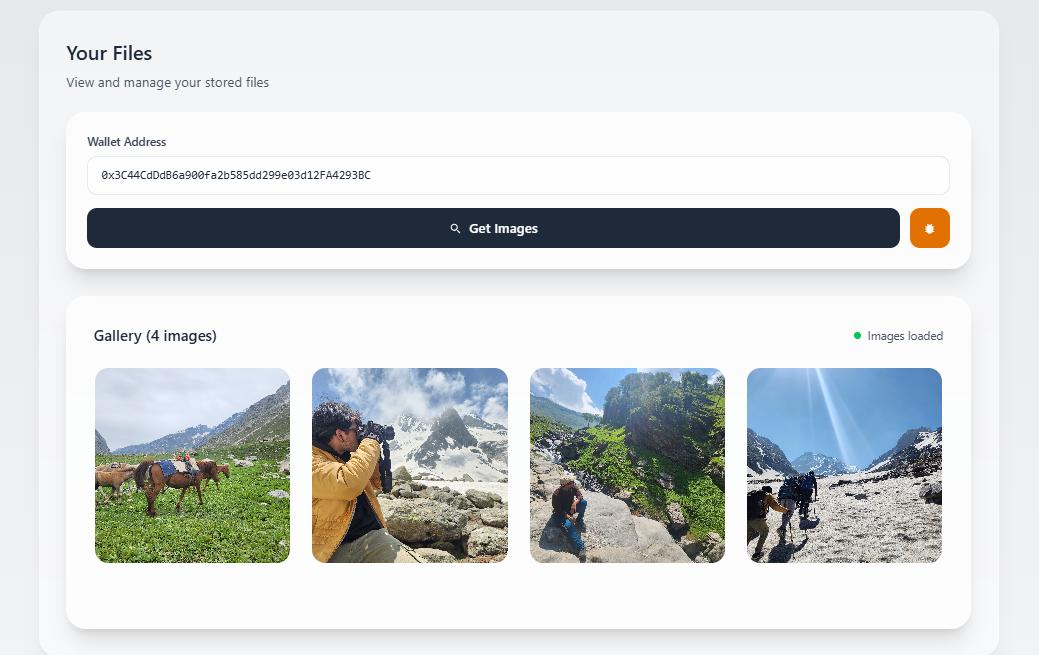 Your Files
View and manage your stored files
Wallet Address
0x3C44CdDdB6a900fa2b585dd299e03d12FA4293BC
Get Images
Gallery (4 images)
Images loaded